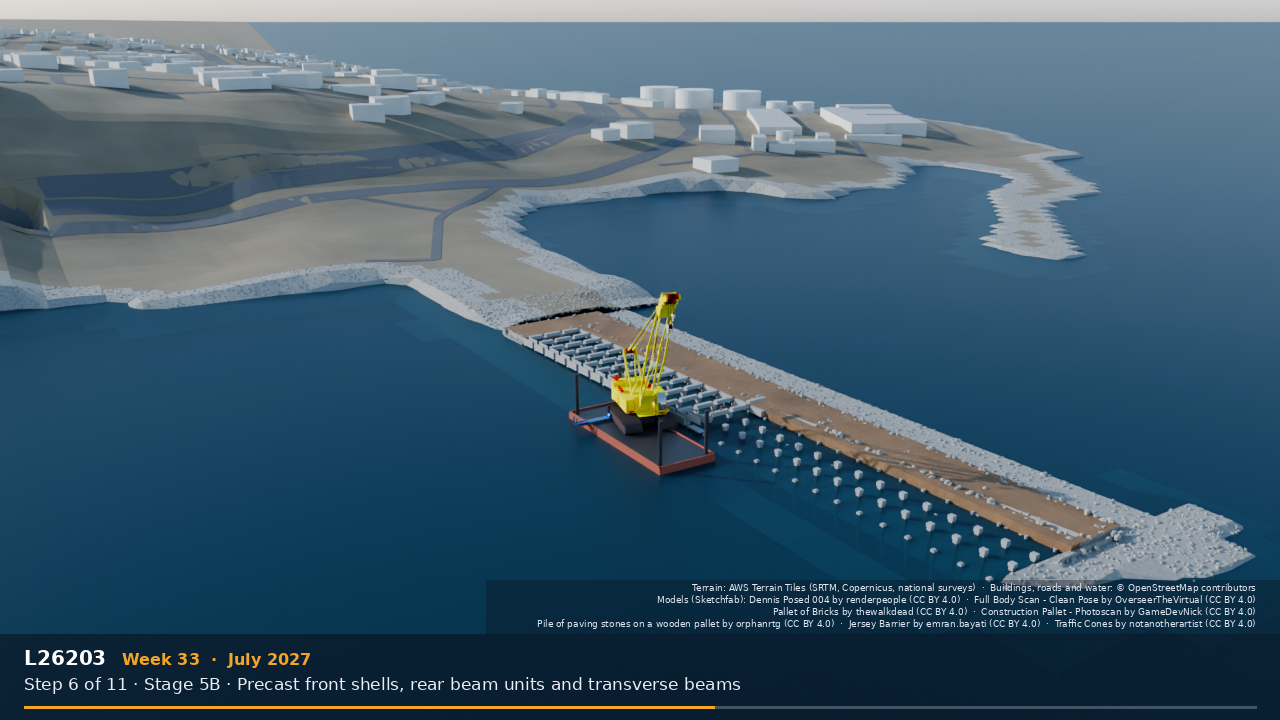 Terrain: AWS Terrain Tiles (SRTM, Copernicus, national surveys) · Buildings, roads and water: © OpenStreetMap contributors
Models (Sketchfab): Dennis Posed 004 by renderpeople (CC BY 4.0) · Full Body Scan - Clean Pose by OverseerTheVirtual (CC BY 4.0)
Pallet of Bricks by thewalkdead (CC BY 4.0) · Construction Pallet - Photoscan by GameDevNick (CC BY 4.0)
Pile of paving stones on a wooden pallet by orphanrtg (CC BY 4.0) · Jersey Barrier by emran.bayati (CC BY 4.0) · Traffic Cones by notanotherartist (CC BY 4.0)
L26203 Week 33 · July 2027
Step 6 of 11 · Stage 5B · Precast front shells, rear beam units and transverse beams